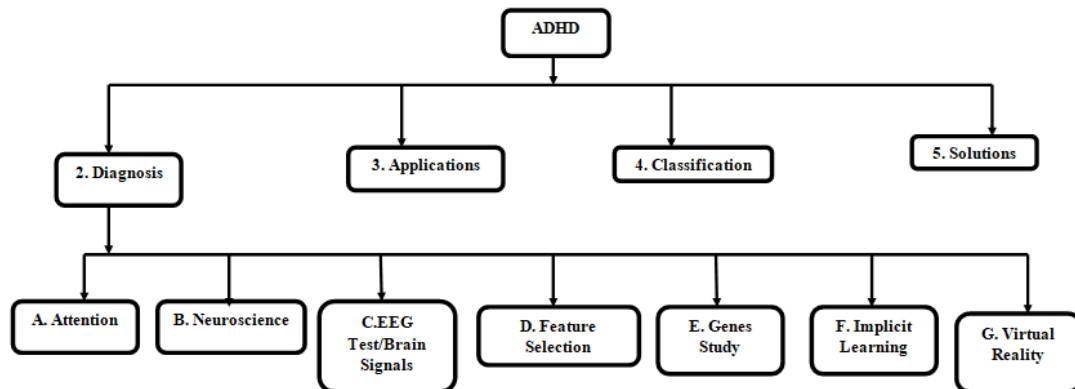 ADHD
2. Diagnosis
3. Applications
4. Classification
5. Solutions
A. Attention
B. Neuroscience
C.EEG
Test/Brain
Signals
D. Feature
Selection
E. Genes
Study
F. Implicit
Learning
G. Virtual
Reality